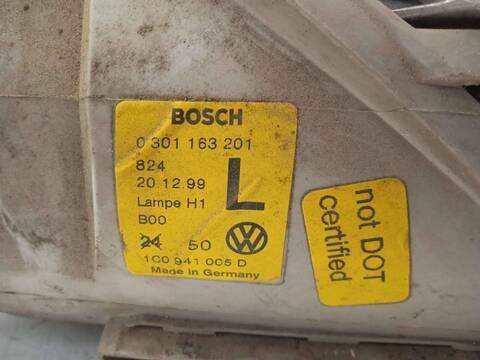 BOSCH
0 301 163 201
824
20.12.99 L
Lampe H1
B00
24 50 VW
1C0 941 005 D
Made in Germany
not DOT
certified